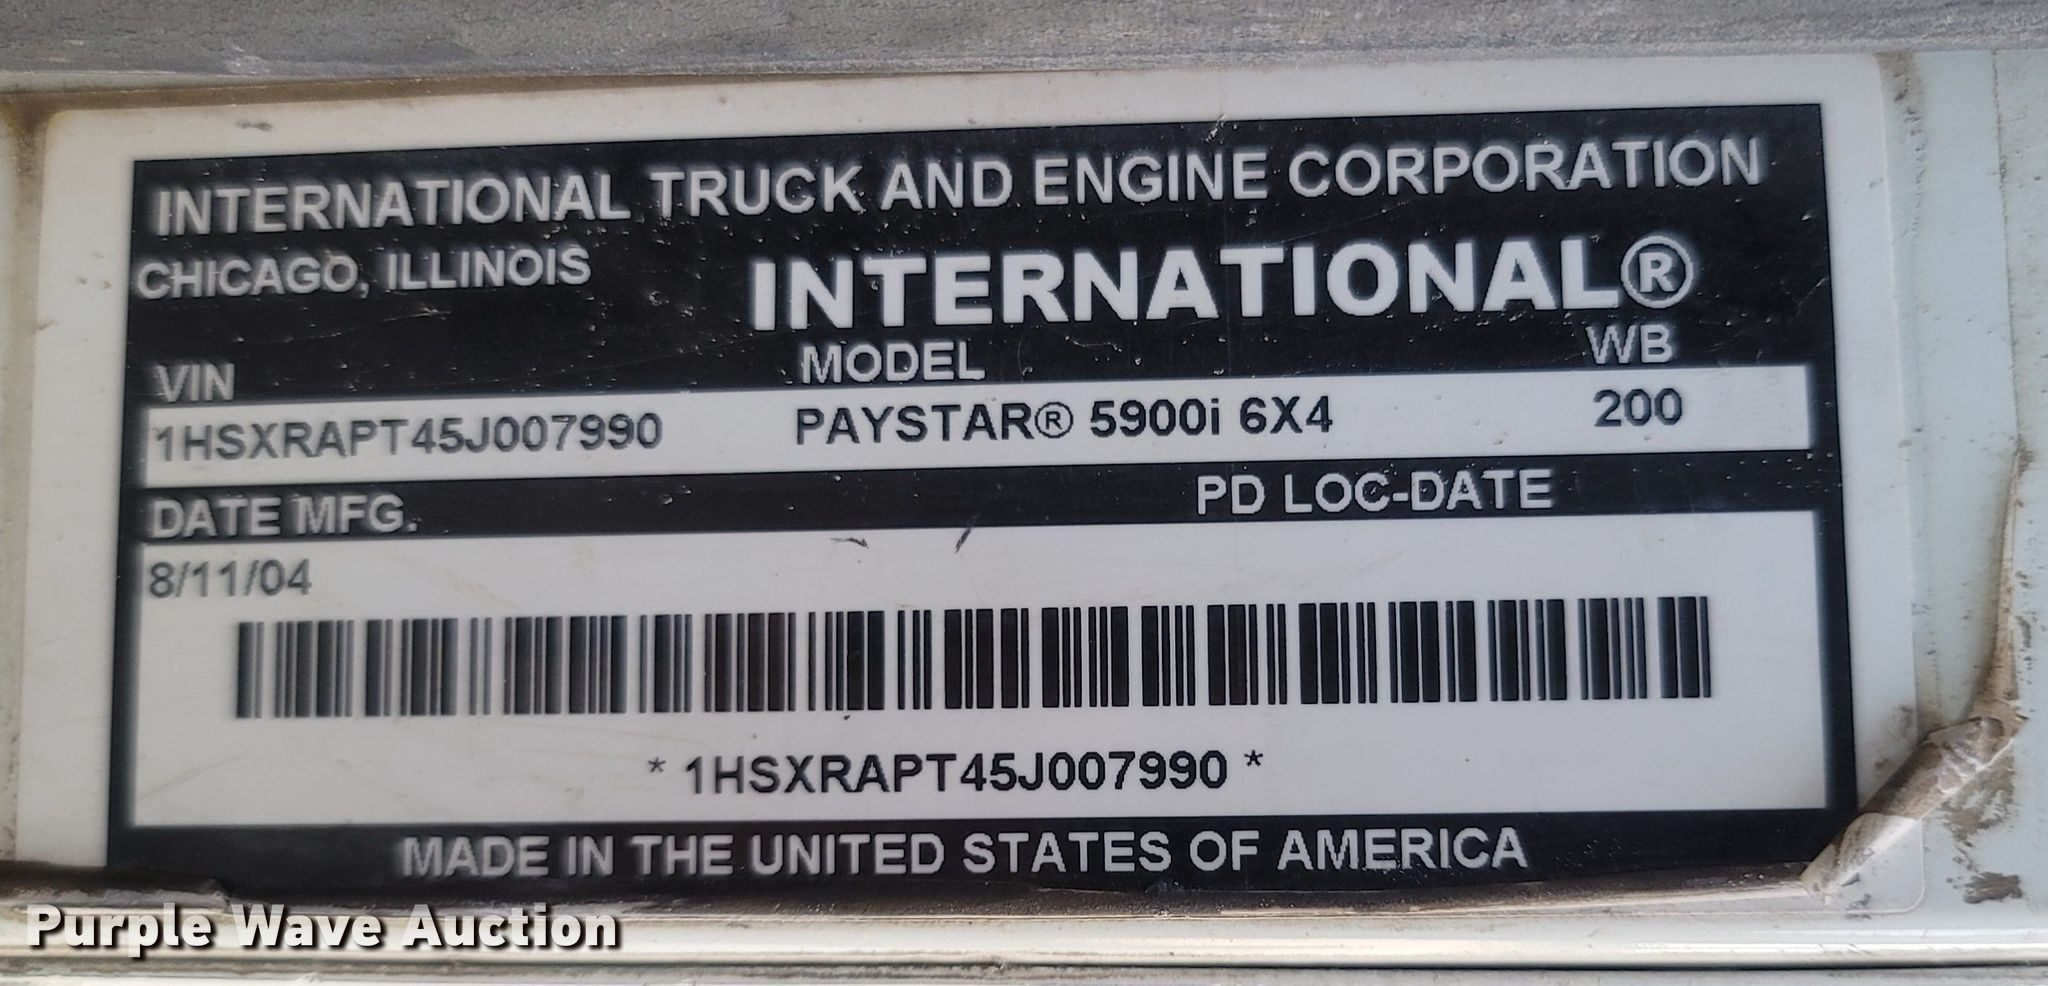 INTERNATIONAL TRUCK AND ENGINE CORPORATION
CHICAGO, ILLINOIS
INTERNATIONAL®
VIN MODEL WB
1HSXRAPT45J007990 PAYSTAR® 5900i 6X4 200
DATE MFG. PD LOC-DATE
8/11/04
* 1HSXRAPT45J007990 *
MADE IN THE UNITED STATES OF AMERICA
Purple Wave Auction